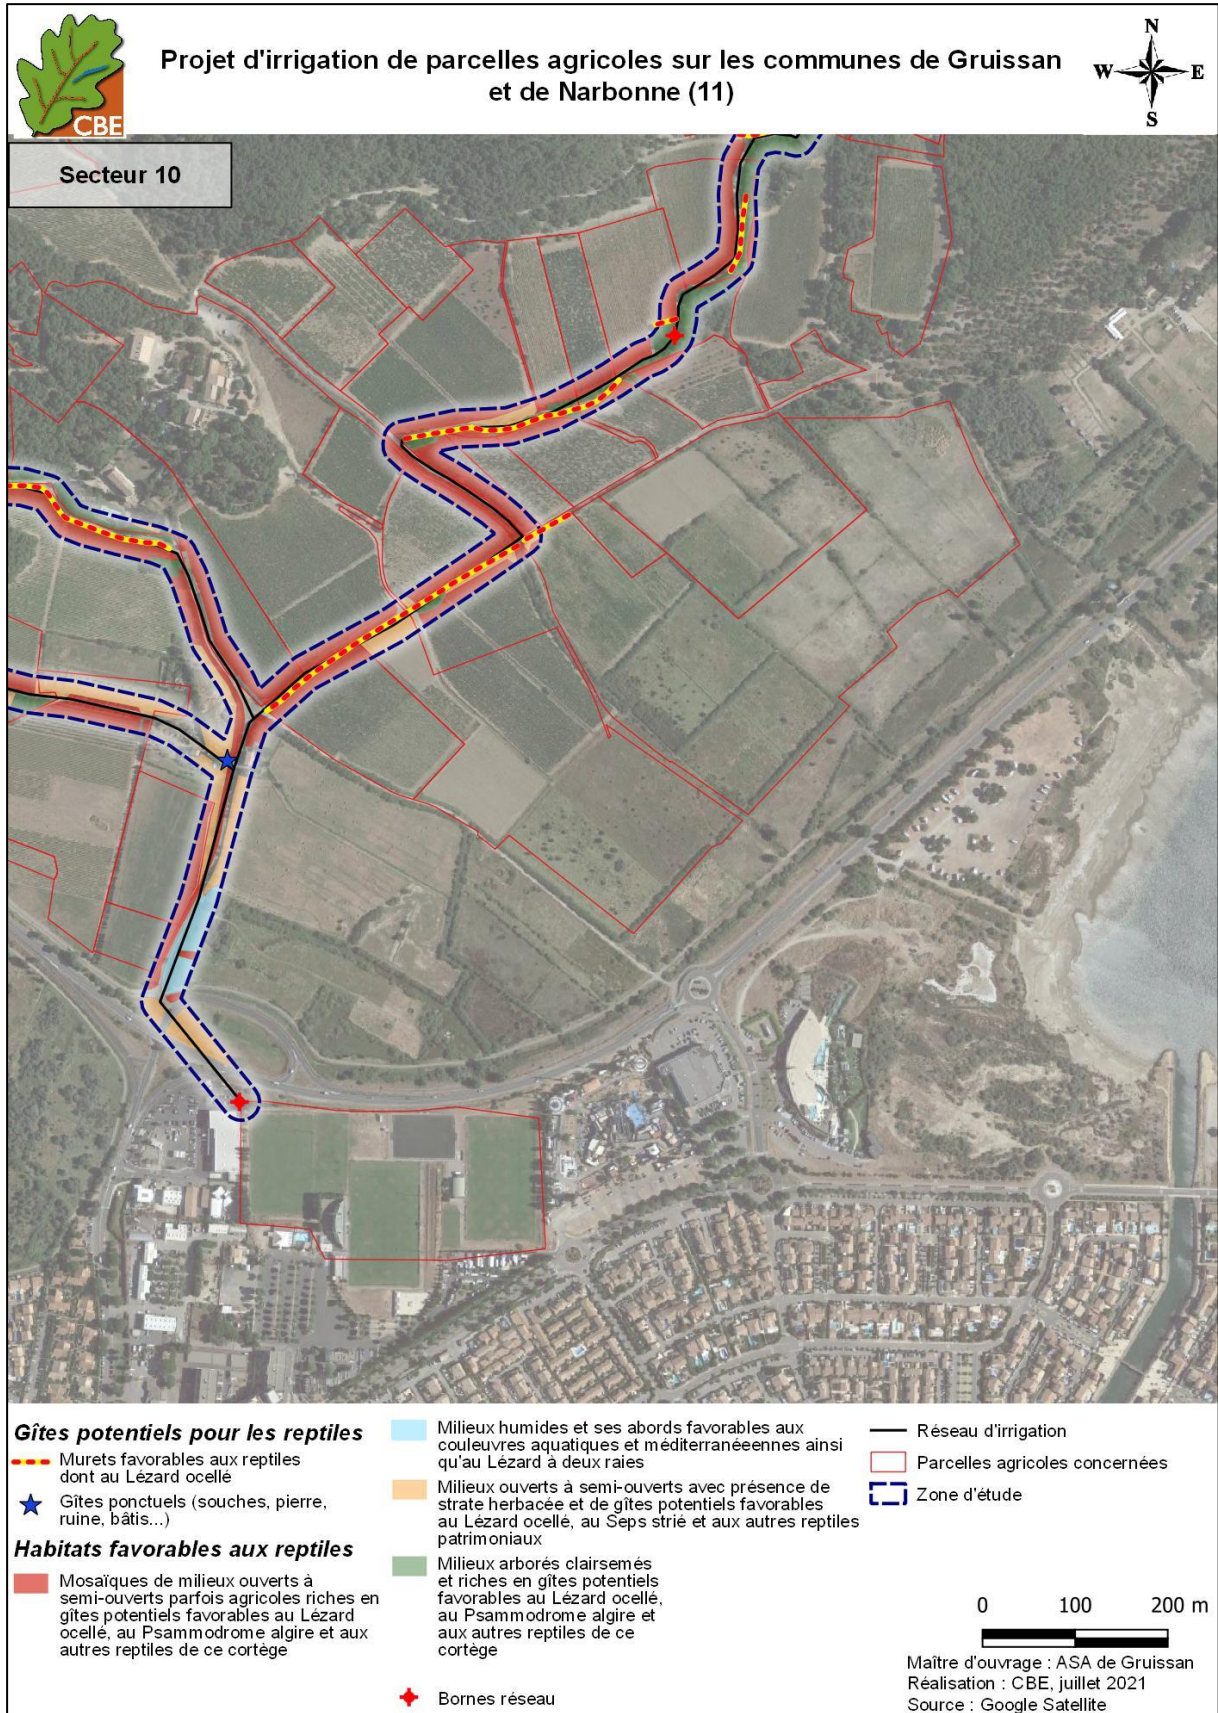 CBE
Projet d'irrigation de parcelles agricoles sur les communes de Gruissan
et de Narbonne (11)
N
W
E
S
Secteur 10
Gîtes potentiels pour les reptiles
Murets favorables aux reptiles
dont au Lézard ocellé
Gîtes ponctuels (souches, pierre,
ruine, bâtis...)
Habitats favorables aux reptiles
Mosaïques de milieux ouverts à
semi-ouverts parfois agricoles riches en
gîtes potentiels favorables au Lézard
ocellé, au Psammodrome algire et aux
autres reptiles de ce cortège
Milieux humides et ses abords favorables aux
couleuvres aquatiques et méditerranéeennes ainsi
qu'au Lézard à deux raies
Milieux ouverts à semi-ouverts avec présence de
strate herbacée et de gîtes potentiels favorables
au Lézard ocellé, au Seps strié et aux autres reptiles
patrimoniaux
Milieux arborés clairsemés
et riches en gîtes potentiels
favorables au Lézard ocellé,
au Psammodrome algire et
aux autres reptiles de ce
cortège
Bornes réseau
Réseau d'irrigation
Parcelles agricoles concernées
Zone d'étude
0 100 200 m
Maître d'ouvrage : ASA de Gruissan
Réalisation : CBE, juillet 2021
Source : Google Satellite